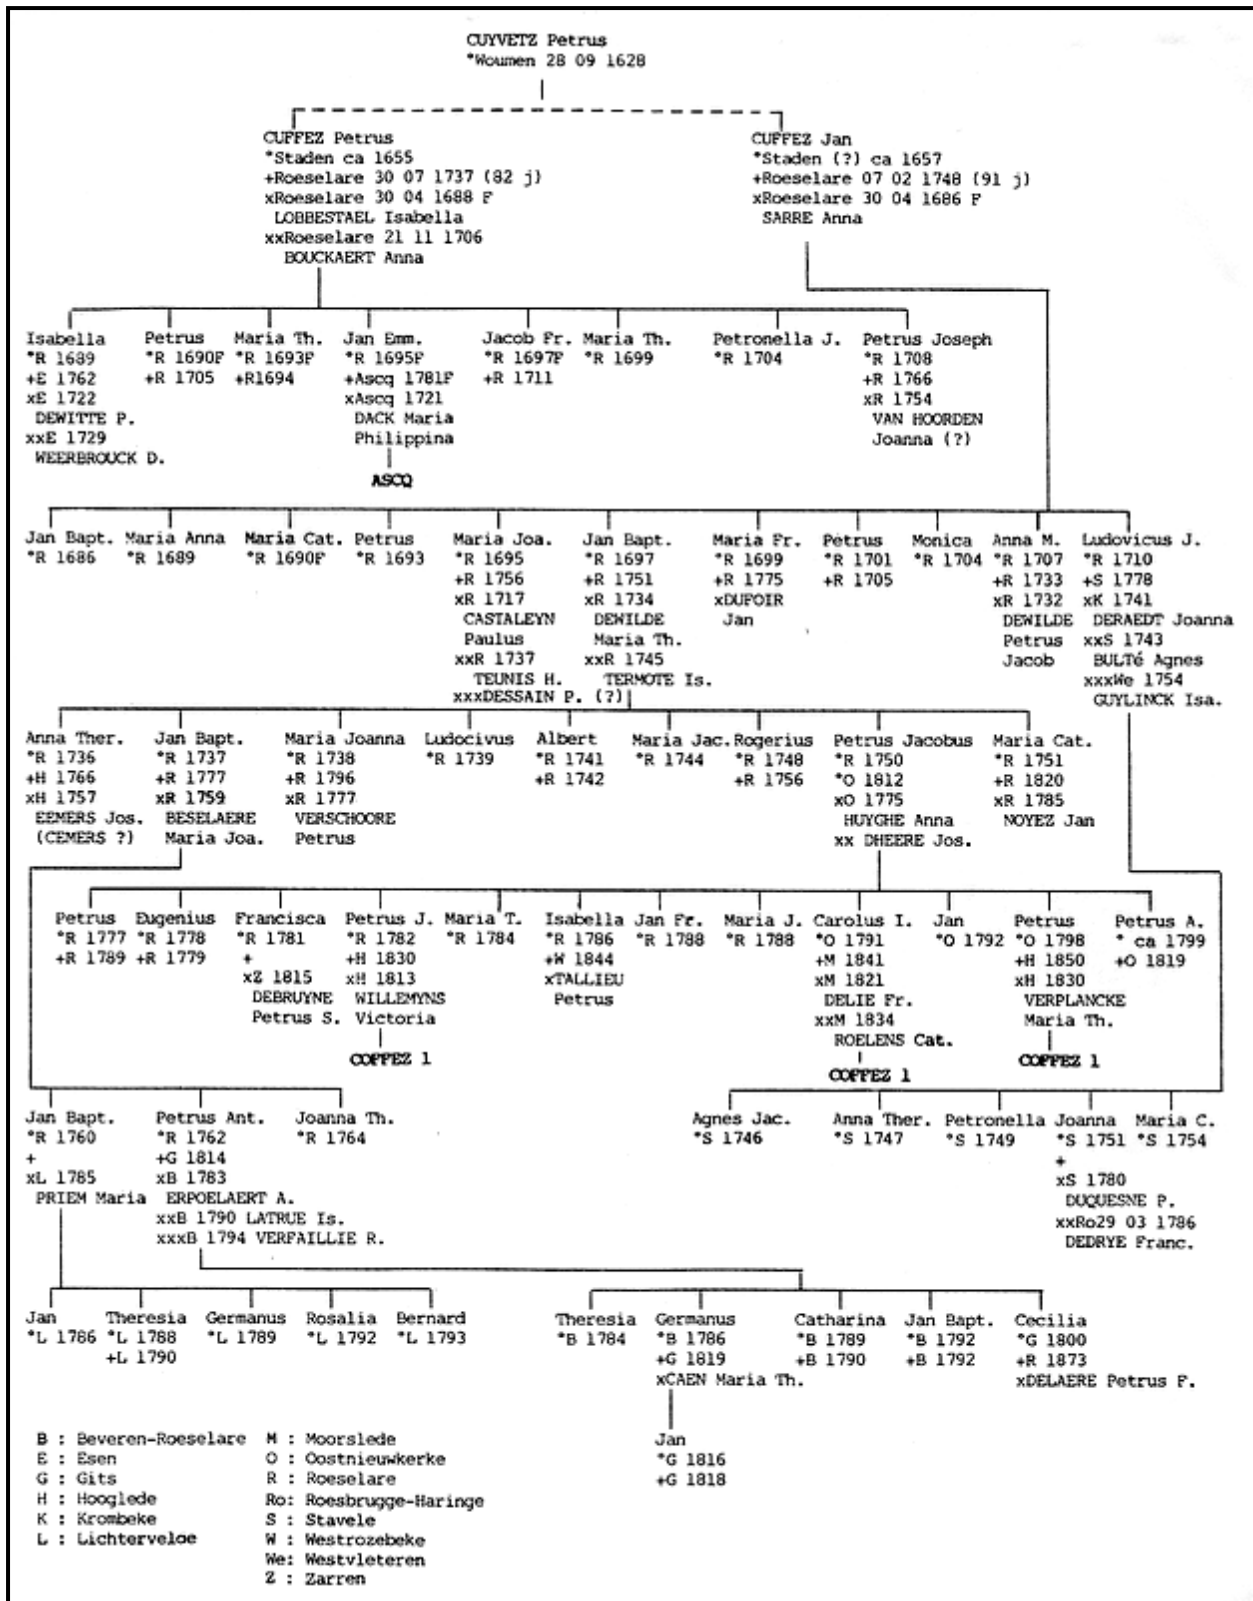 CUYVETZ Petrus
*Woumen 28 09 1628
CUFFEZ Petrus
*Staden ca 1655
+Roeselare 30 07 1737 (82 j)
xRoeselare 30 04 1688 F
LOBBESTAEL Isabella
xxRoeselare 21 11 1706
BOUCKAERT Anna
CUFFEZ Jan
*Staden (?) ca 1657
+Roeselare 07 02 1748 (91 j)
xRoeselare 30 04 1686 F
SARRE Anna
Isabella
*R 1689
+E 1762
xE 1722
DEWITTE P.
xxE 1729
WEERBROUCK D.
Petrus
*R 1690F
+R 1705
Maria Th.
*R 1693F
+R1694
Jan Emm.
*R 1695F
+Ascq 1781F
xAscq 1721
DACK Maria
Philippina
ASCQ
Jacob Fr.
*R 1697F
+R 1711
Maria Th.
*R 1699
Petronella J.
*R 1704
Petrus Joseph
*R 1708
+R 1766
xR 1754
VAN HOORDEN
Joanna (?)
Jan Bapt.
*R 1686
Maria Anna
*R 1689
Maria Cat.
*R 1690F
Petrus
*R 1693
Maria Joa.
*R 1695
+R 1756
xR 1717
CASTALEYN
Paulus
xxR 1737
TEUNIS H.
xxxDESSAIN P. (?)
Jan Bapt.
*R 1697
+R 1751
xR 1734
DEWILDE
Maria Th.
xxR 1745
TERMOTE Is.
Maria Fr.
*R 1699
+R 1775
xDUFOIR
Jan
Petrus
*R 1701
+R 1705
Monica
*R 1704
Anna M.
*R 1707
+R 1733
xR 1732
DEWILDE
Petrus
Jacob
Ludovicus J.
*R 1710
+S 1778
xK 1741
DERAEDT Joanna
xxS 1743
BULTé Agnes
xxxWe 1754
GUYLINCK Isa.
Anna Ther.
*R 1736
+H 1766
xH 1757
EEMERS Jos.
(CEMERS ?)
Jan Bapt.
*R 1737
+R 1777
xR 1759
BESELAERE
Maria Joa.
Maria Joanna
*R 1738
+R 1796
xR 1777
VERSCHOORE
Petrus
Ludocivus
*R 1739
Albert
*R 1741
+R 1742
Maria Jac.
*R 1744
Rogerius
*R 1748
+R 1756
Petrus Jacobus
*R 1750
*O 1812
xO 1775
HUYGHE Anna
xx DHEERE Jos.
Maria Cat.
*R 1751
+R 1820
xR 1785
NOYEZ Jan
Petrus
*R 1777
+R 1789
Eugenius
*R 1778
+R 1779
Francisca
*R 1781
+
xZ 1815
DEBRUYNE
Petrus S.
Petrus J.
*R 1782
+H 1830
xH 1813
WILLEMYNS
Victoria
COFFEZ 1
Maria T.
*R 1784
Isabella
*R 1786
+W 1844
xTALLIEU
Petrus
Jan Fr.
*R 1788
Maria J.
*R 1788
Carolus I.
*O 1791
+M 1841
xM 1821
DELIE Fr.
xxM 1834
ROELENS Cat.
COFFEZ 1
Jan
*O 1792
Petrus
*O 1798
+H 1850
xH 1830
VERPLANCKE
Maria Th.
COFFEZ 1
Petrus A.
* ca 1799
+O 1819
Jan Bapt.
*R 1760
+
xL 1785
PRIEM Maria
Petrus Ant.
*R 1762
+G 1814
xB 1783
ERPOELAERT A.
xxB 1790 LATRUE Is.
xxxB 1794 VERFAILLIE R.
Joanna Th.
*R 1764
Agnes Jac.
*S 1746
Anna Ther.
*S 1747
Petronella
*S 1749
Joanna
*S 1751
+
xS 1780
DUQUESNE P.
xxRo29 03 1786
DEDRYE Franc.
Maria C.
*S 1754
Jan
*L 1786
Theresia
*L 1788
+L 1790
Germanus
*L 1789
Rosalia
*L 1792
Bernard
*L 1793
Theresia
*B 1784
Germanus
*B 1786
+G 1819
xCAEN Maria Th.
Catharina
*B 1789
+B 1790
Jan Bapt.
*B 1792
+B 1792
Cecilia
*G 1800
+R 1873
xDELAERE Petrus F.
Jan
*G 1816
+G 1818
B : Beveren-Roeselare
E : Esen
G : Gits
H : Hooglede
K : Krombeke
L : Lichtervelde
M : Moorslede
O : Oostnieuwkerke
R : Roeselare
Ro: Roesbrugge-Haringe
S : Stavele
W : Westrozebeke
We: Westvleteren
Z : Zarren